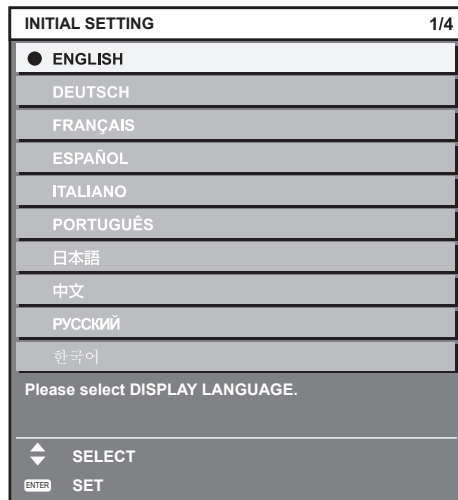 INITIAL SETTING 1/4
ENGLISH
DEUTSCH
FRANÇAIS
ESPAÑOL
ITALIANO
PORTUGUÊS
日本語
中文
РУССКИЙ
한국어
Please select DISPLAY LANGUAGE.
SELECT
ENTER SET